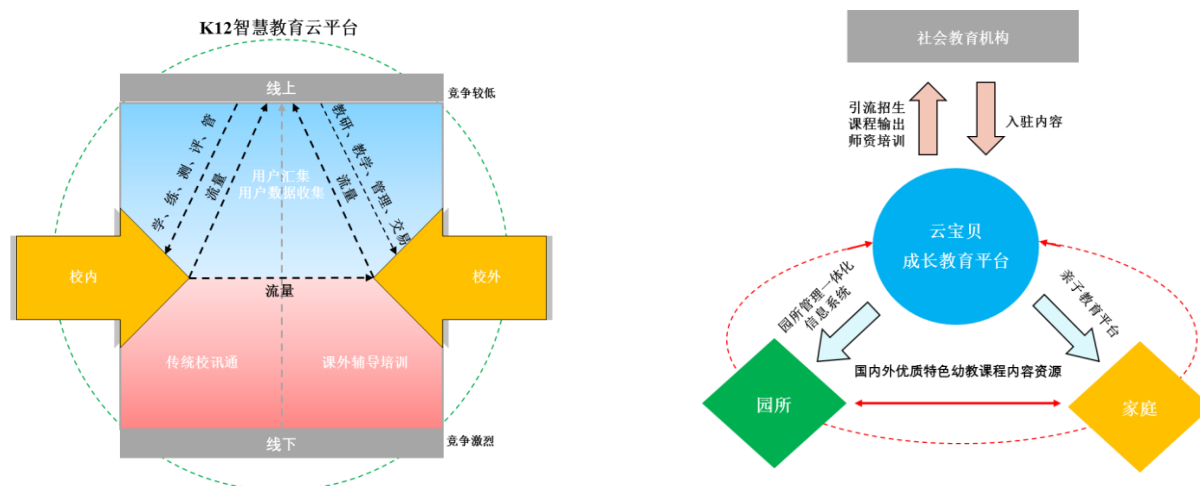 K12智慧教育云平台
线上
竞争较低
学、练、测、评、管
流量
用户汇集
用户数据收集
流量
教研、教学、管理、交易
校内
校外
流量
传统校讯通
课外辅导培训
线下
竞争激烈
社会教育机构
引流招生
课程输出
师资培训
入驻内容
云宝贝
成长教育平台
园所管理一体化
信息系统
亲子教育平台
国内外优质特色幼教课程内容资源
园所
家庭